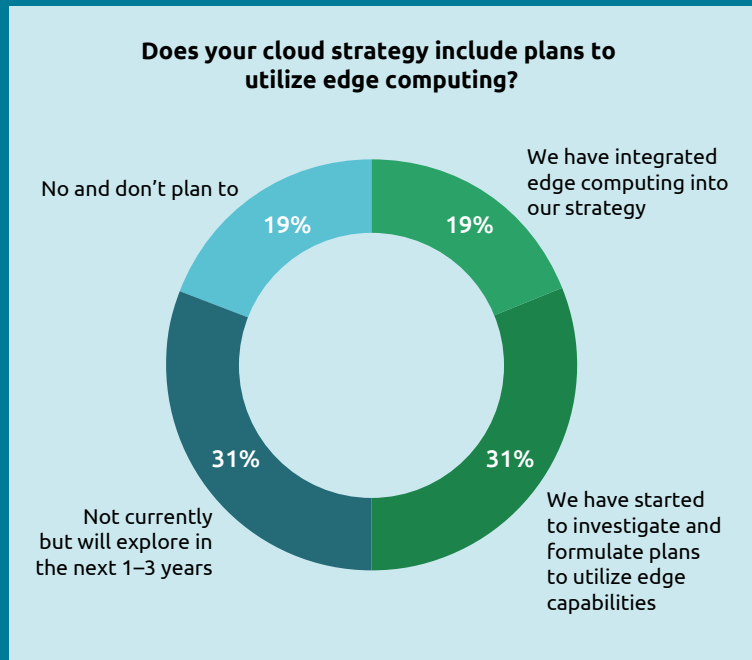 Does your cloud strategy include plans to
utilize edge computing?
We have integrated
edge computing into
our strategy
19%
No and don’t plan to
19%
31%
31%
Not currently
but will explore in
the next 1–3 years
We have started
to investigate and
formulate plans
to utilize edge
capabilities